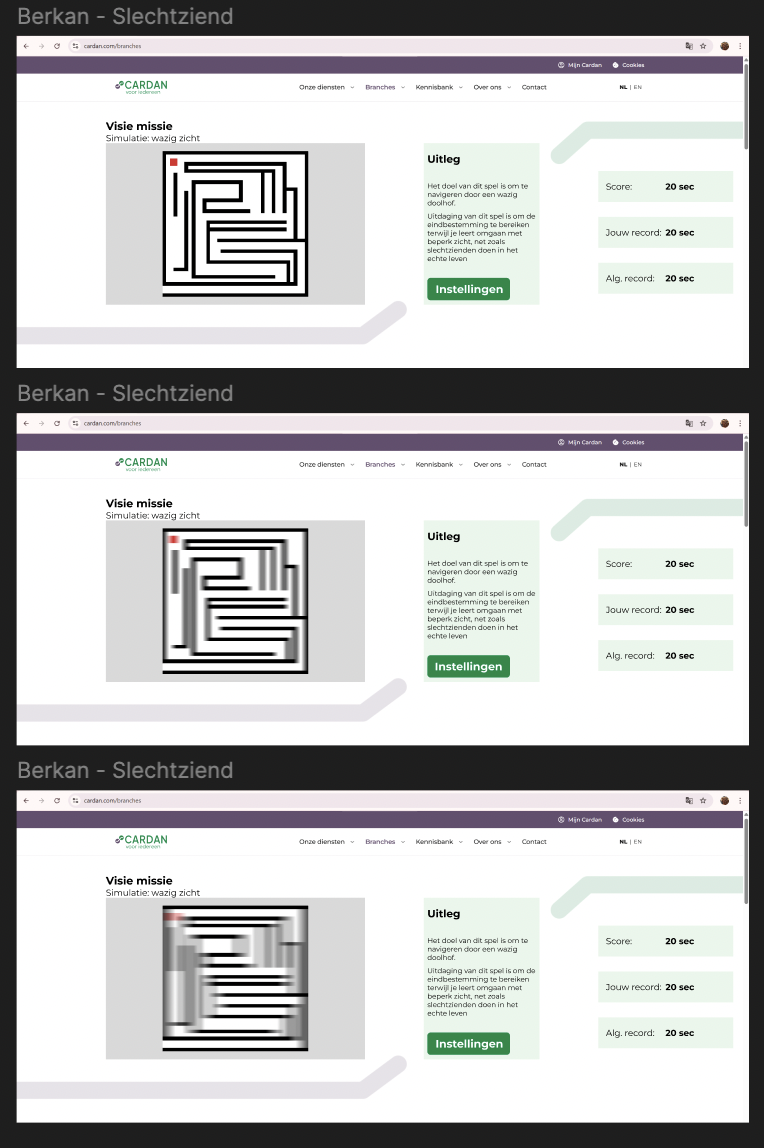 Berkan - Slechtziend
cardan.com/branches
Mijn Cardan Cookies
CARDAN
voor iedereen
Onze diensten Branches Kennisbank Over ons Contact NL | EN
Visie missie
Simulatie: wazig zicht
Uitleg
Het doel van dit spel is om te
navigeren door een wazig
doolhof.
Uitdaging van dit spel is om de
eindbestemming te bereiken
terwijl je leert omgaan met
beperk zicht, net zoals
slechtzienden doen in het
echte leven
Instellingen
Score: 20 sec
Jouw record: 20 sec
Alg. record: 20 sec
Berkan - Slechtziend
cardan.com/branches
Mijn Cardan Cookies
CARDAN
voor iedereen
Onze diensten Branches Kennisbank Over ons Contact NL | EN
Visie missie
Simulatie: wazig zicht
Uitleg
Het doel van dit spel is om te
navigeren door een wazig
doolhof.
Uitdaging van dit spel is om de
eindbestemming te bereiken
terwijl je leert omgaan met
beperk zicht, net zoals
slechtzienden doen in het
echte leven
Instellingen
Score: 20 sec
Jouw record: 20 sec
Alg. record: 20 sec
Berkan - Slechtziend
cardan.com/branches
Mijn Cardan Cookies
CARDAN
voor iedereen
Onze diensten Branches Kennisbank Over ons Contact NL | EN
Visie missie
Simulatie: wazig zicht
Uitleg
Het doel van dit spel is om te
navigeren door een wazig
doolhof.
Uitdaging van dit spel is om de
eindbestemming te bereiken
terwijl je leert omgaan met
beperk zicht, net zoals
slechtzienden doen in het
echte leven
Instellingen
Score: 20 sec
Jouw record: 20 sec
Alg. record: 20 sec